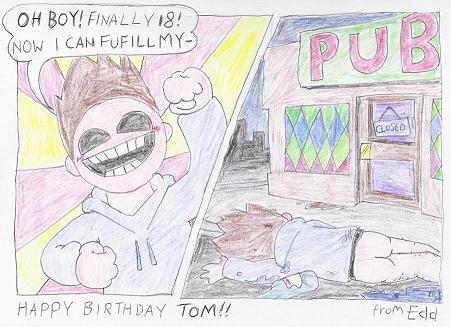 OH BOY! FINALLY 18!
NOW I CAN FUFILL MY-
PUB
CLOSED
HAPPY BIRTHDAY TOM!!
from Edd